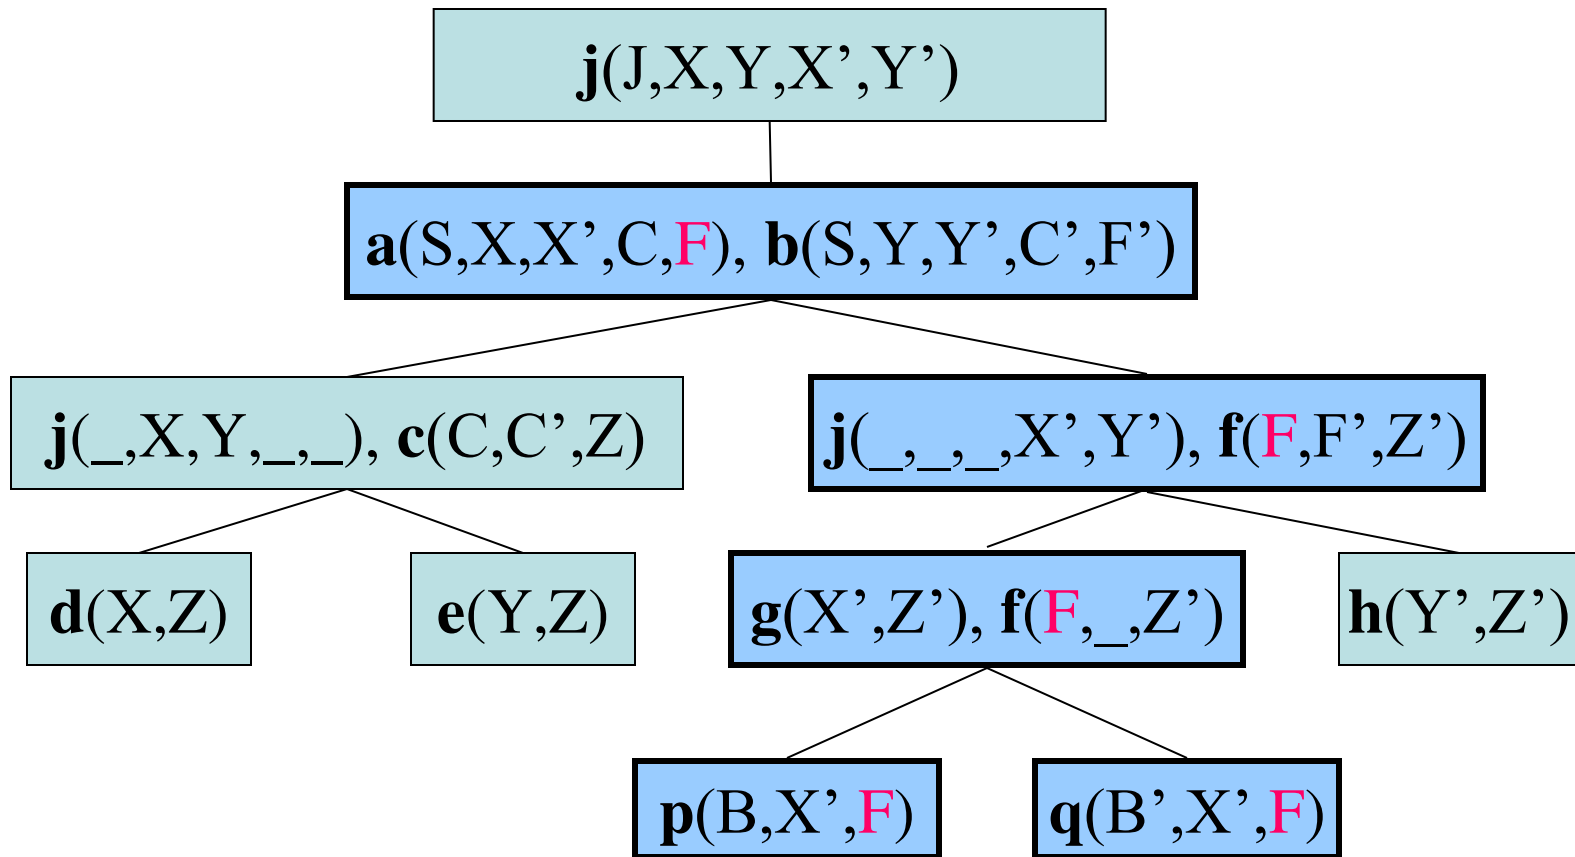 j(J,X,Y,X’,Y’)
a(S,X,X’,C,F), b(S,Y,Y’,C’,F’)
j(_,X,Y,_,_), c(C,C’,Z)
j(_,_,_,X’,Y’), f(F,F’,Z’)
d(X,Z)
e(Y,Z)
g(X’,Z’), f(F,_,Z’)
h(Y’,Z’)
p(B,X’,F)
q(B’,X’,F)